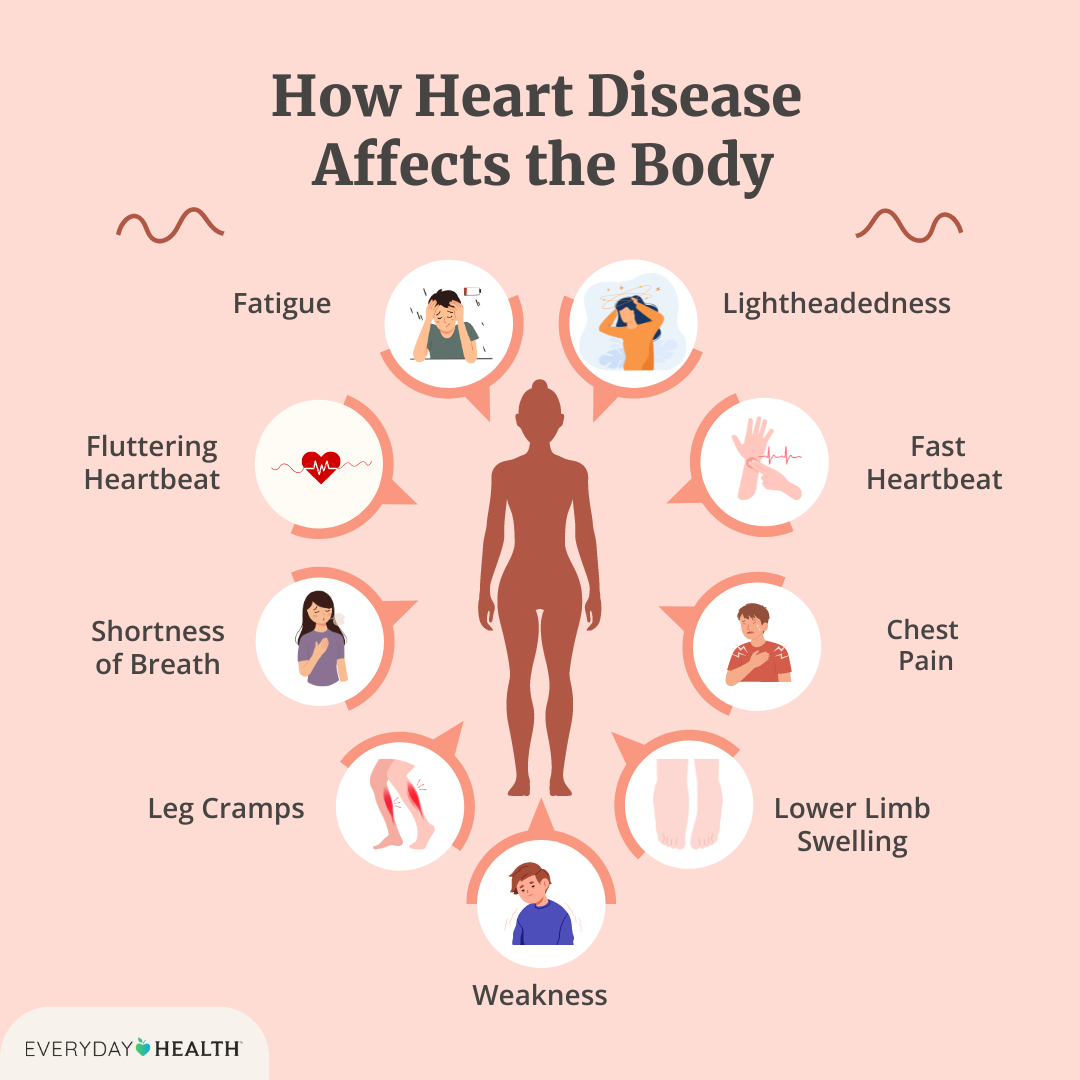 How Heart Disease
Affects the Body
Fatigue
Lightheadedness
Fluttering
Heartbeat
Fast
Heartbeat
Shortness
of Breath
Chest
Pain
Leg Cramps
Lower Limb
Swelling
Weakness
EVERYDAY HEALTH